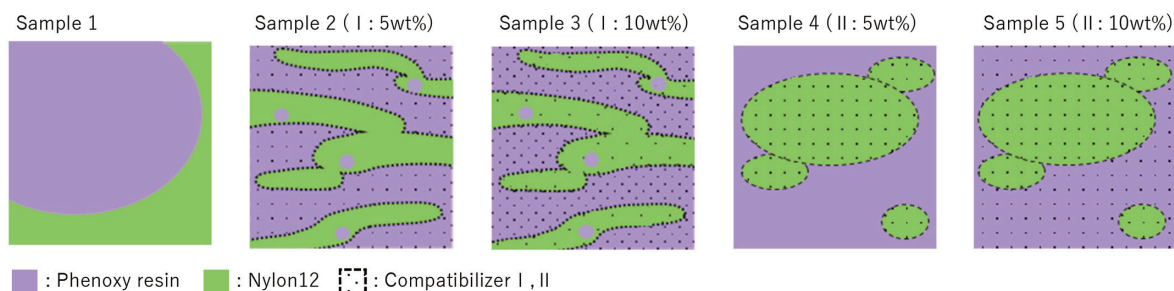 Sample 1
Sample 2 (Ⅰ: 5wt%)
Sample 3 (Ⅰ: 10wt%)
Sample 4 (Ⅱ: 5wt%)
Sample 5 (Ⅱ: 10wt%)
: Phenoxy resin
: Nylon12
: Compatibilizer Ⅰ, Ⅱ